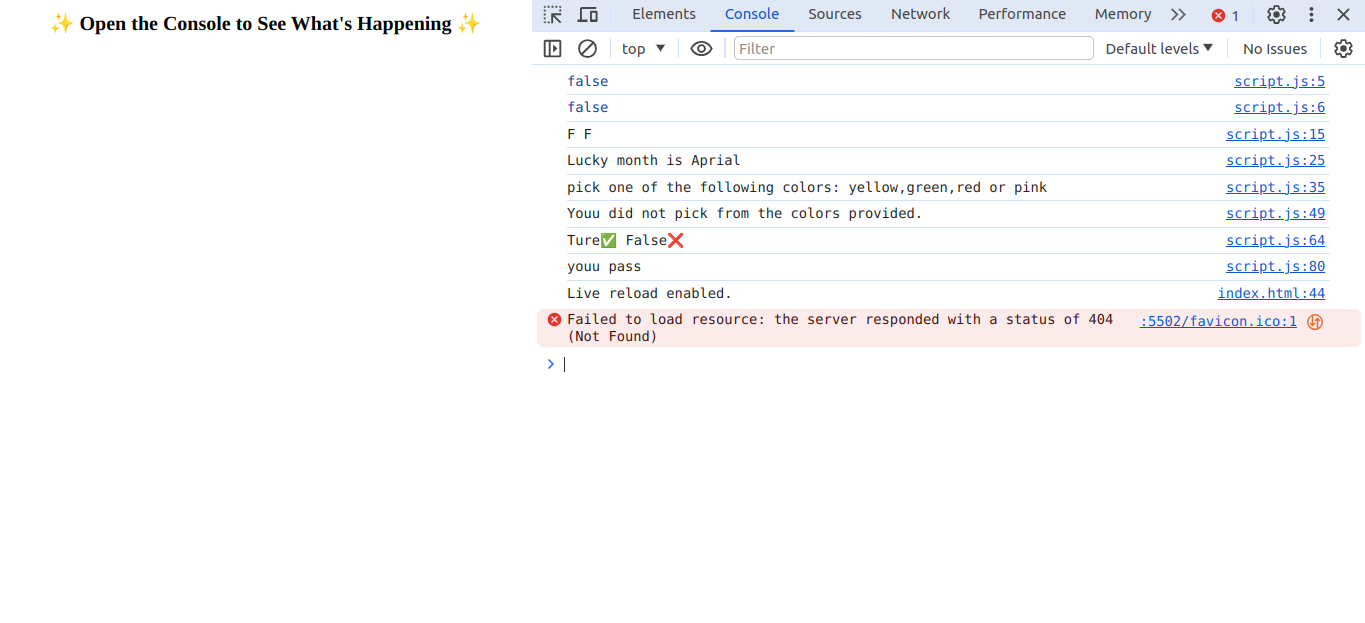 ✨ Open the Console to See What's Happening ✨
Elements Console Sources Network Performance Memory 1
top Filter Default levels No Issues
false script.js:5
false script.js:6
F F script.js:15
Lucky month is Aprial script.js:25
pick one of the following colors: yellow,green,red or pink script.js:35
Youu did not pick from the colors provided. script.js:49
Ture✅ False❌ script.js:64
youu pass script.js:80
Live reload enabled. index.html:44
Failed to load resource: the server responded with a status of 404 :5502/favicon.ico:1
(Not Found)